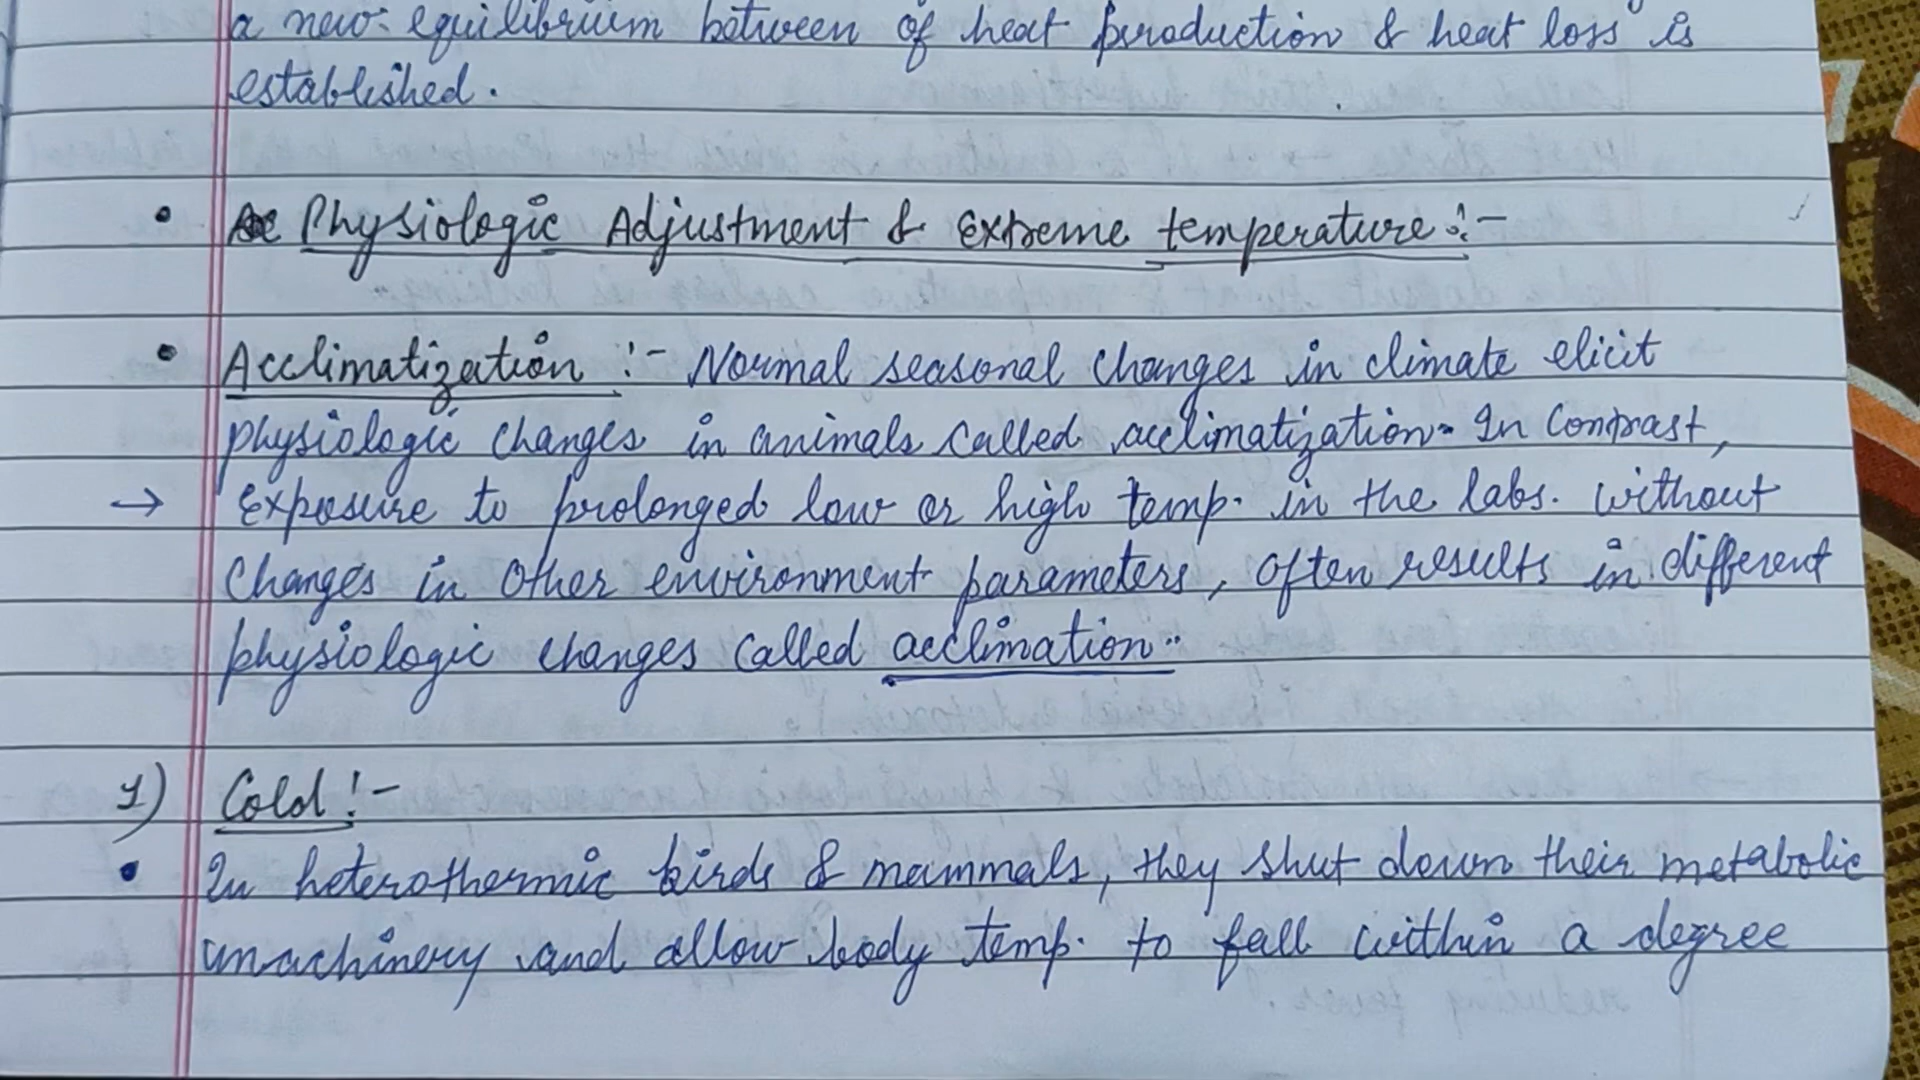 a new equilibrium between of heat production & heat loss is
established.
• Physiologic Adjustment & Extreme temperature :-
• Acclimatization :- Normal seasonal changes in climate elicit
physiologic changes in animals called acclimatization. In Contrast,
→ Exposure to prolonged low or high temp. in the labs. without
Changes in Other environment parameters, Often results in different
physiologic changes Called acclimation..
1) Cold :-
• In heterothermic birds & mammals, they shut down their metabolic
machinery and allow body temp. to fall within a degree